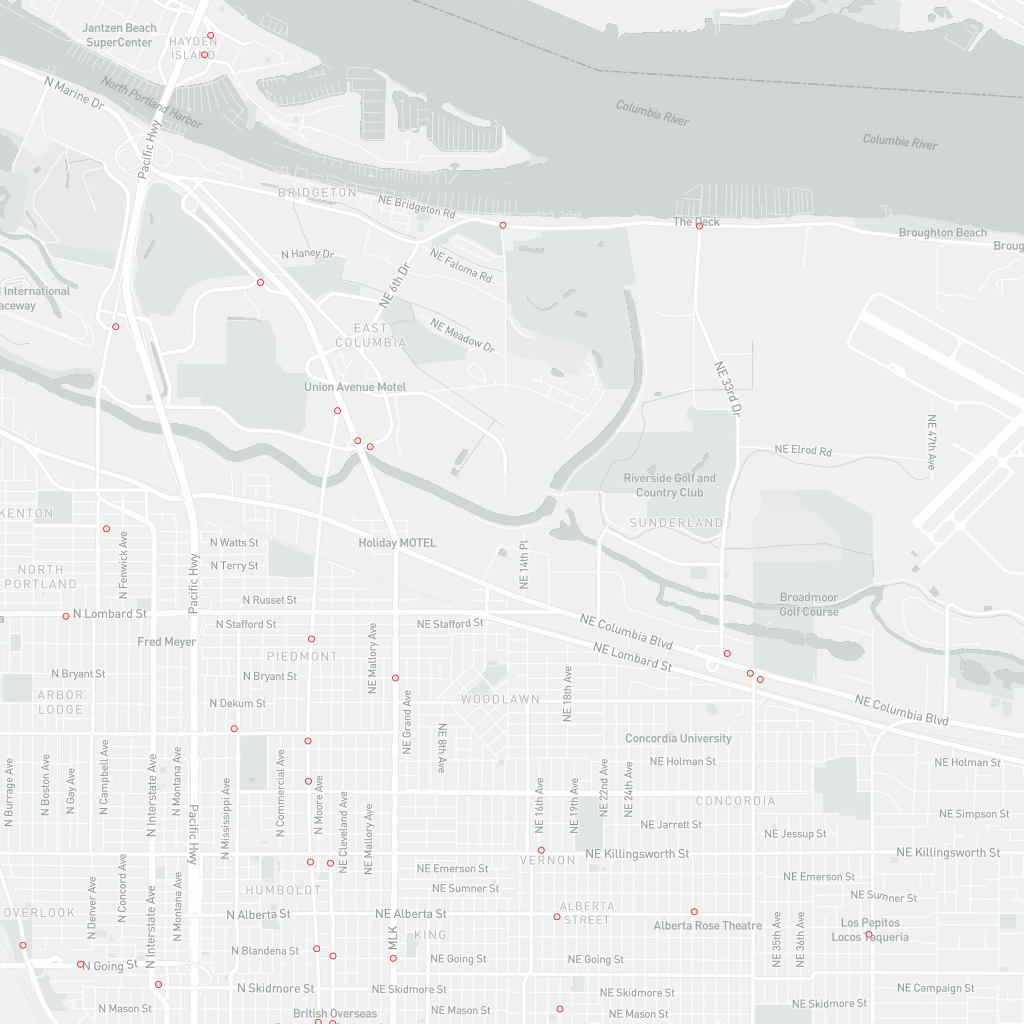 Jantzen Beach
SuperCenter
HAYDEN
ISLAND
N Marine Dr
North Portland Harbor
Pacific Hwy
Columbia River
Columbia River
BRIDGETON
NE Bridgeton Rd
The Deck
Broughton Beach
N Haney Dr
NE Faloma Rd
NE 6th Dr
International
EAST
COLUMBIA
NE Meadow Dr
Union Avenue Motel
NE 33rd Dr
NE 47th Ave
NE Elrod Rd
Riverside Golf and
Country Club
SUNDERLAND
KENTON
N Fenwick Ave
N Watts St
N Terry St
Holiday MOTEL
NE 14th Pl
NORTH
PORTLAND
Pacific Hwy
Broadmoor
Golf Course
N Russet St
N Lombard St
N Stafford St
NE Stafford St
NE Columbia Blvd
NE Lombard St
Fred Meyer
PIEDMONT
NE Mallory Ave
N Bryant St
N Bryant St
ARBOR
LODGE
N Dekum St
NE Grand Ave
WOODLAWN
NE 18th Ave
NE Columbia Blvd
NE 8th Ave
Concordia University
NE Holman St
NE Holman St
N Burrage Ave
N Boston Ave
N Gay Ave
N Campbell Ave
N Interstate Ave
N Montana Ave
Pacific Hwy
N Mississippi Ave
N Commercial Ave
N Moore Ave
NE Cleveland Ave
NE Mallory Ave
NE 16th Ave
NE 19th Ave
NE 22nd Ave
NE 24th Ave
CONCORDIA
NE Simpson St
NE Jarrett St
NE Jessup St
NE Killingsworth St
NE Killingsworth St
VERNON
NE Emerson St
NE Emerson St
NE Sumner St
NE Sumner St
HUMBOLDT
N Denver Ave
N Concord Ave
N Interstate Ave
N Montana Ave
OVERLOOK
N Alberta St
NE Alberta St
ALBERTA
STREET
Alberta Rose Theatre
NE 35th Ave
NE 36th Ave
Los Pepitos
Locos Taqueria
MLK
KING
N Blandena St
N Going St
NE Going St
NE Going St
N Skidmore St
NE Skidmore St
NE Skidmore St
NE Campaign St
NE Skidmore St
N Mason St
NE Mason St
NE Mason St
British Overseas